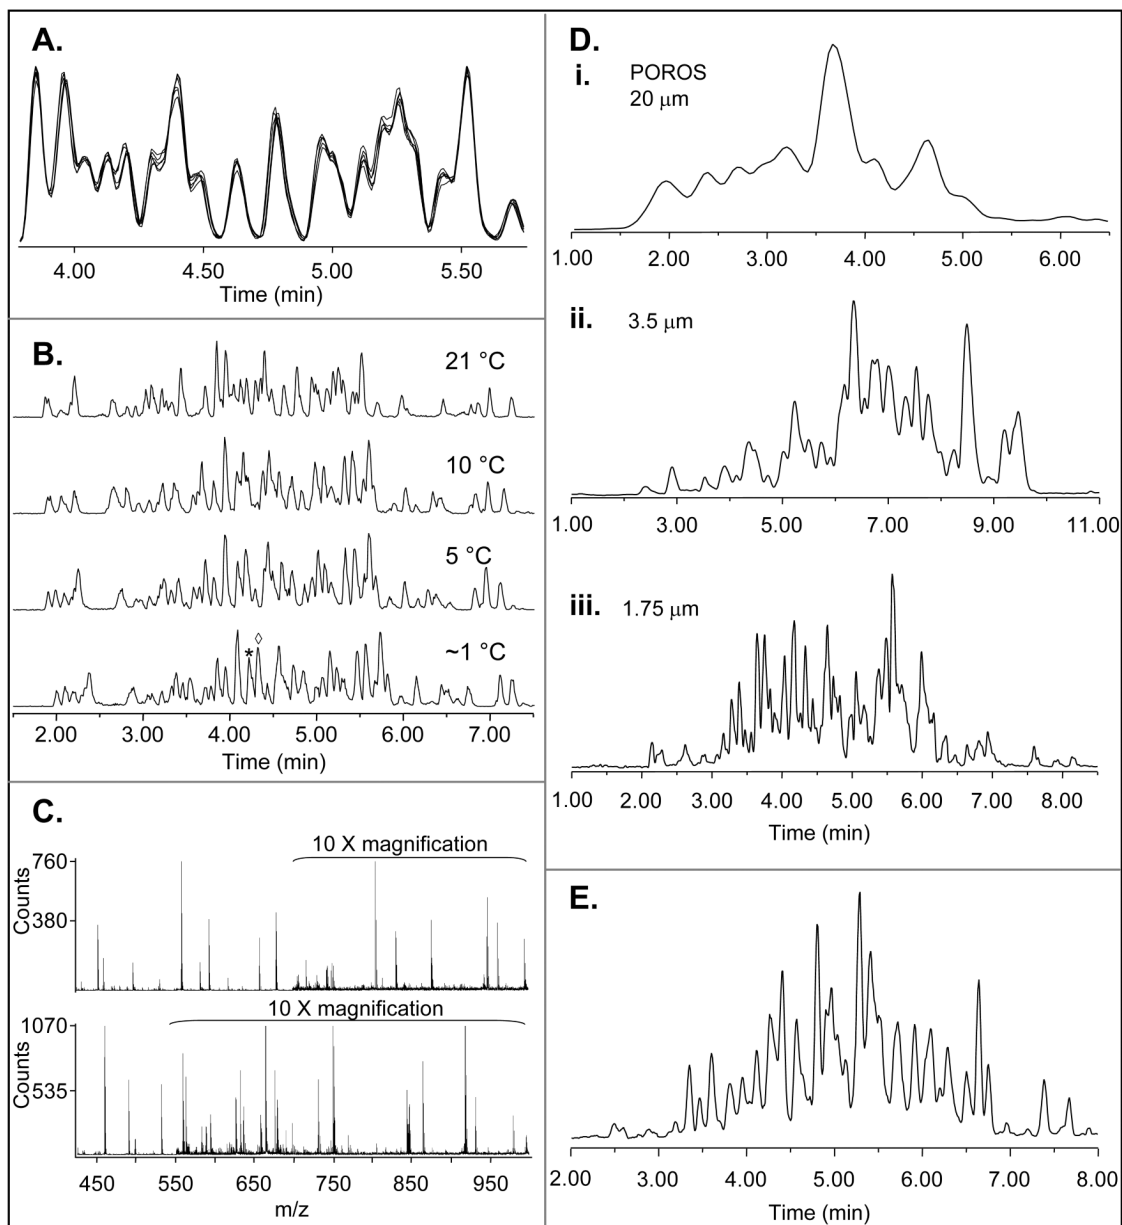 A.
4.00 4.50 5.00 5.50
Time (min)
B.
21 °C
10 °C
5 °C
* ◊ ~1 °C
2.00 3.00 4.00 5.00 6.00 7.00
Time (min)
C.
10 X magnification
760
380
Counts
10 X magnification
1070
535
Counts
450 550 650 750 850 950
m/z
D.
i. POROS
20 µm
1.00 2.00 3.00 4.00 5.00 6.00
ii. 3.5 µm
1.00 3.00 5.00 7.00 9.00 11.00
iii. 1.75 µm
1.00 2.00 3.00 4.00 5.00 6.00 7.00 8.00
Time (min)
E.
2.00 3.00 4.00 5.00 6.00 7.00 8.00
Time (min)